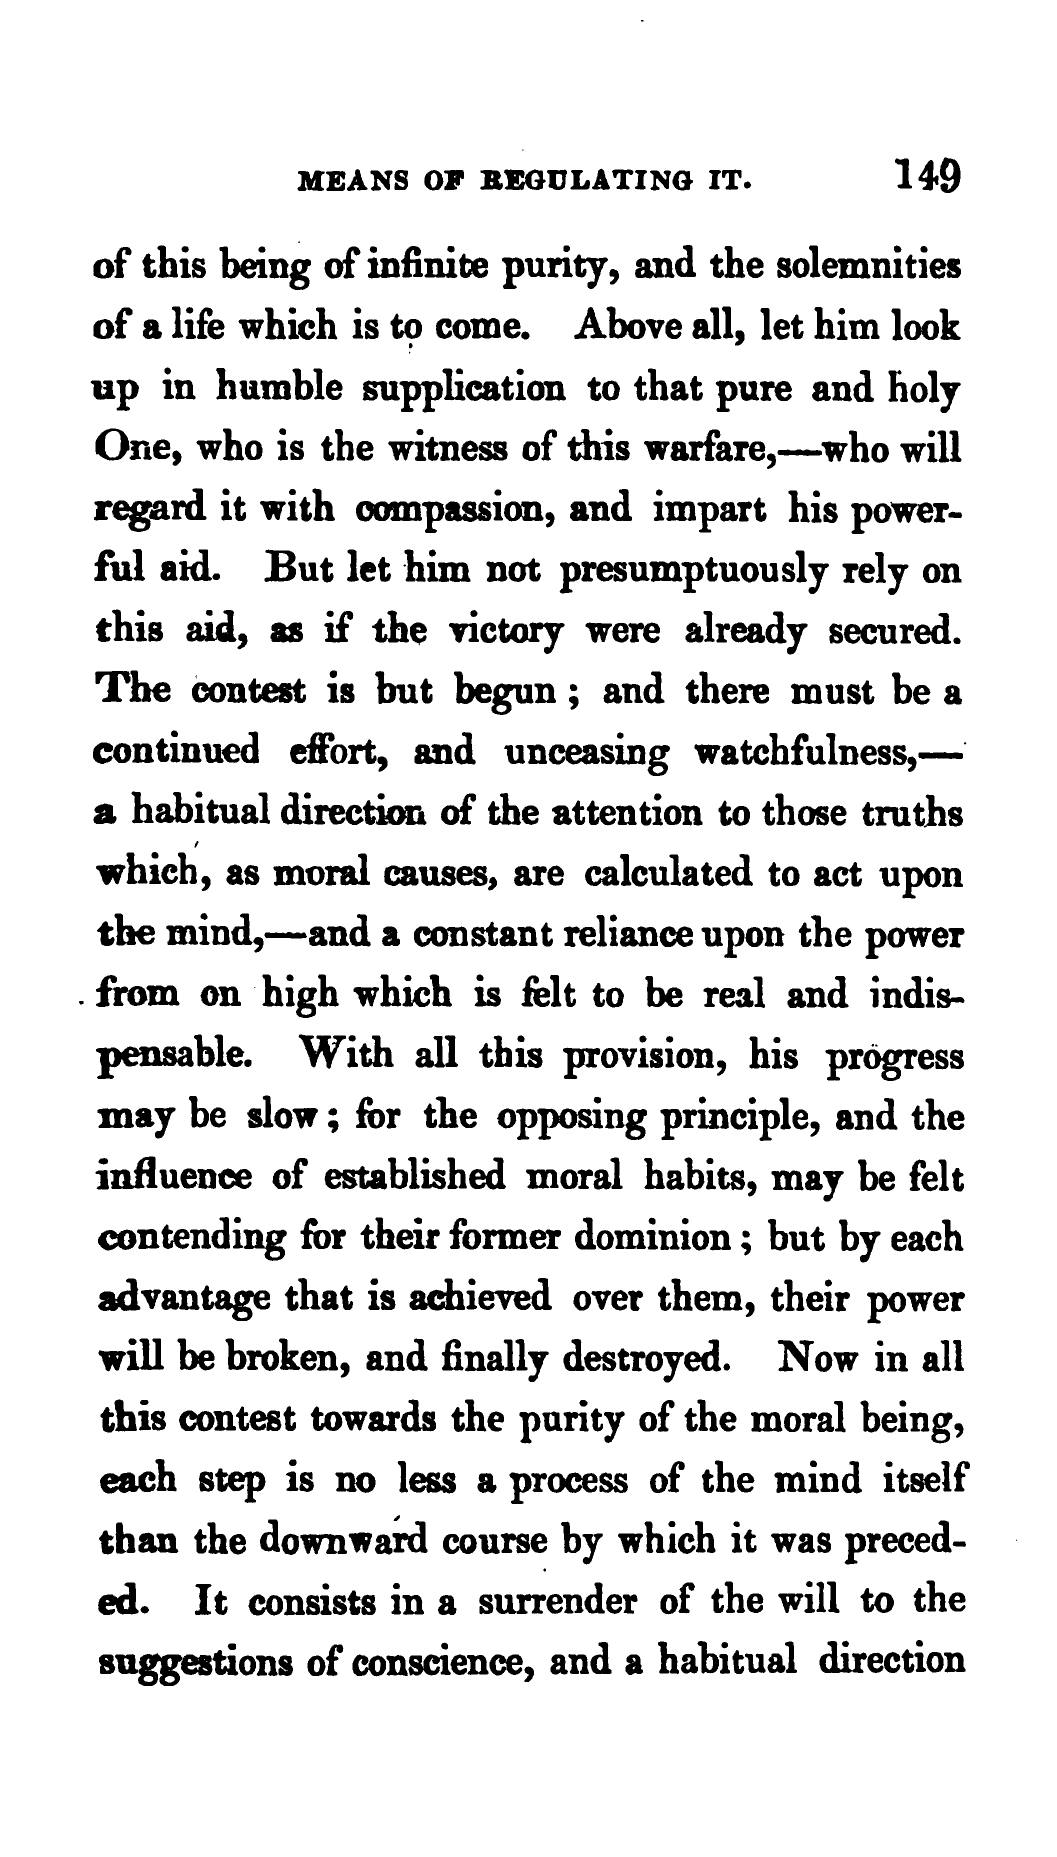 MEANS OF REGULATING IT. 149
of this being of infinite purity, and the solemnities
of a life which is to come. Above all, let him look
up in humble supplication to that pure and holy
One, who is the witness of this warfare,—who will
regard it with compassion, and impart his power-
ful aid. But let him not presumptuously rely on
this aid, as if the victory were already secured.
The contest is but begun ; and there must be a
continued effort, and unceasing watchfulness,—
a habitual direction of the attention to those truths
which, as moral causes, are calculated to act upon
the mind,—and a constant reliance upon the power
from on high which is felt to be real and indis-
pensable. With all this provision, his progress
may be slow ; for the opposing principle, and the
influence of established moral habits, may be felt
contending for their former dominion ; but by each
advantage that is achieved over them, their power
will be broken, and finally destroyed. Now in all
this contest towards the purity of the moral being,
each step is no less a process of the mind itself
than the downward course by which it was preced-
ed. It consists in a surrender of the will to the
suggestions of conscience, and a habitual direction